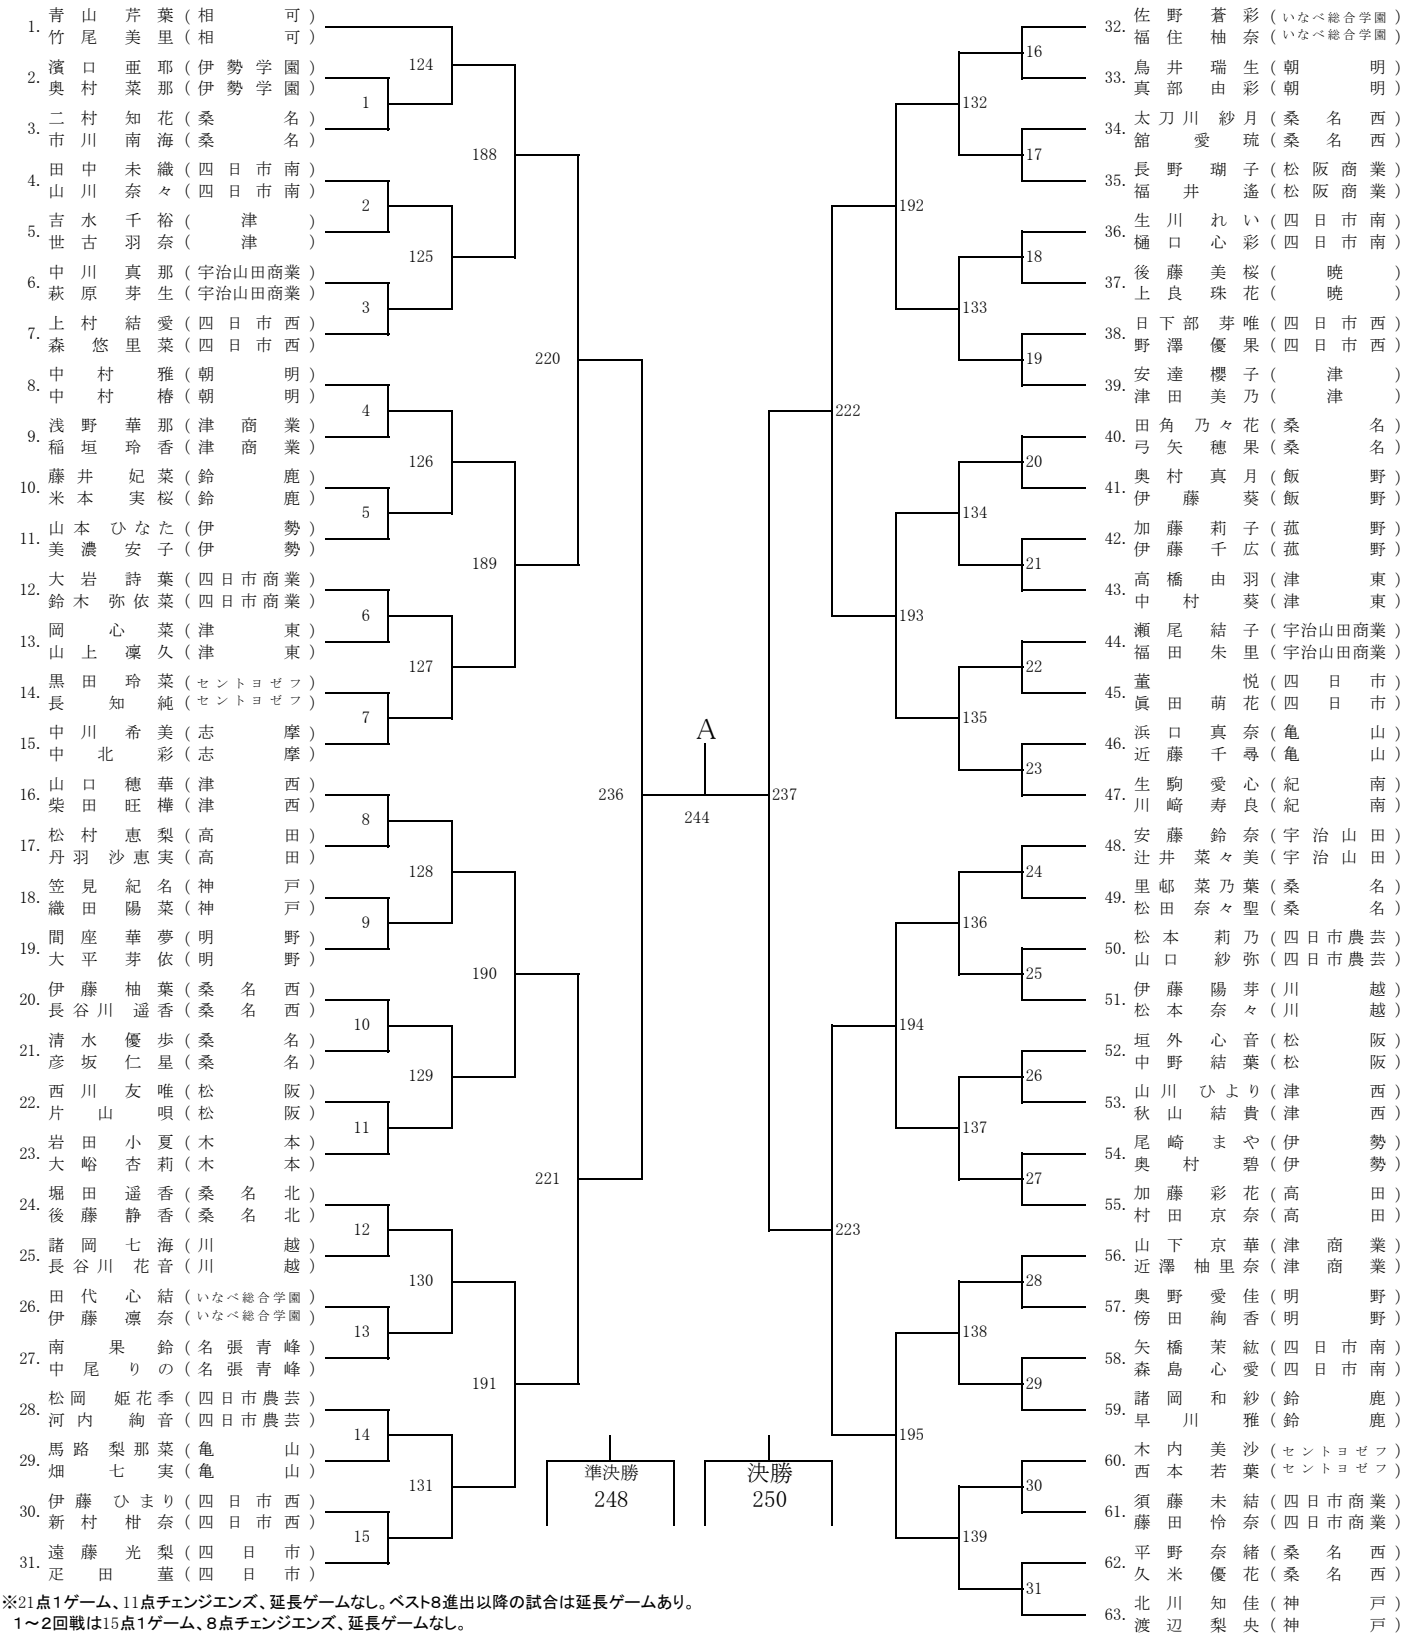 1. 青山 芹葉 (相可)
竹尾 美里 (相可)
2. 濱口 亜耶 (伊勢学園)
奥村 菜那 (伊勢学園)
3. 二村 知花 (桑名)
市川 南海 (桑名)
4. 田中 未織 (四日市南)
山川 奈々 (四日市南)
5. 吉水 千裕 (津)
世古 羽奈 (津)
6. 中川 真那 (宇治山田商業)
萩原 芽生 (宇治山田商業)
7. 上村 結愛 (四日市西)
森 悠里菜 (四日市西)
8. 中村 雅 (朝明)
中村 椿 (朝明)
9. 浅野 華那 (津商業)
稲垣 玲香 (津商業)
10. 藤井 妃菜 (鈴鹿)
米本 実桜 (鈴鹿)
11. 山本 ひなた (伊勢)
美濃 安子 (伊勢)
12. 大岩 詩葉 (四日市商業)
鈴木 弥依菜 (四日市商業)
13. 岡 心菜 (津東)
山上 凜久 (津東)
14. 黒田 玲菜 (セントヨゼフ)
長 知純 (セントヨゼフ)
15. 中川 希美 (志摩)
中北 彩 (志摩)
16. 山口 穂華 (津西)
柴田 旺樺 (津西)
17. 松村 恵梨 (高田)
丹羽 沙恵実 (高田)
18. 笠見 紀名 (神戸)
織田 陽菜 (神戸)
19. 間座 華夢 (明野)
大平 芽依 (明野)
20. 伊藤 柚葉 (桑名西)
長谷川 遥香 (桑名西)
21. 清水 優歩 (桑名)
彦坂 仁星 (桑名)
22. 西川 友唯 (松阪)
片山 唄 (松阪)
23. 岩田 小夏 (木本)
大峪 杏莉 (木本)
24. 堀田 遥香 (桑名北)
後藤 静香 (桑名北)
25. 諸岡 七海 (川越)
長谷川 花音 (川越)
26. 田代 心結 (いなべ総合学園)
伊藤 凛奈 (いなべ総合学園)
27. 南 果鈴 (名張青峰)
中尾 りの (名張青峰)
28. 松岡 姫花季 (四日市農芸)
河内 絢音 (四日市農芸)
29. 馬路 梨那菜 (亀山)
畑 七実 (亀山)
30. 伊藤 ひまり (四日市西)
新村 柑奈 (四日市西)
31. 遠藤 光梨 (四日市)
疋田 菫 (四日市)
124
1
188
2
125
3
220
4
126
5
189
6
127
7
236
8
128
9
190
10
129
11
221
12
130
13
191
14
131
15
A
244
237
準決勝
248
決勝
250
16
132
17
192
18
133
19
222
20
134
21
193
22
135
23
24
136
25
194
26
137
27
223
28
138
29
195
30
139
31
32. 佐野 蒼彩 (いなべ総合学園)
福住 柚奈 (いなべ総合学園)
33. 鳥井 瑞生 (朝明)
真部 由彩 (朝明)
34. 太刀川 紗月 (桑名西)
舘 愛琉 (桑名西)
35. 長野 瑚子 (松阪商業)
福井 遙 (松阪商業)
36. 生川 れい (四日市南)
樋口 心彩 (四日市南)
37. 後藤 美桜 (暁)
上良 珠花 (暁)
38. 日下部 芽唯 (四日市西)
野澤 優果 (四日市西)
39. 安達 櫻子 (津)
津田 美乃 (津)
40. 田角 乃々花 (桑名)
弓矢 穂果 (桑名)
41. 奥村 真月 (飯野)
伊藤 葵 (飯野)
42. 加藤 莉子 (菰野)
伊藤 千広 (菰野)
43. 高橋 由羽 (津東)
中村 葵 (津東)
44. 瀬尾 結子 (宇治山田商業)
福田 朱里 (宇治山田商業)
45. 董 悦 (四日市)
眞田 萌花 (四日市)
46. 浜口 真奈 (亀山)
近藤 千尋 (亀山)
47. 生駒 愛心 (紀南)
川﨑 寿良 (紀南)
48. 安藤 鈴奈 (宇治山田)
辻井 菜々美 (宇治山田)
49. 里邨 菜乃葉 (桑名)
松田 奈々聖 (桑名)
50. 松本 莉乃 (四日市農芸)
山口 紗弥 (四日市農芸)
51. 伊藤 陽芽 (川越)
松本 奈々 (川越)
52. 垣外 心音 (松阪)
中野 結葉 (松阪)
53. 山川 ひより (津西)
秋山 結貴 (津西)
54. 尾崎 まや (伊勢)
奥村 碧 (伊勢)
55. 加藤 彩花 (高田)
村田 京奈 (高田)
56. 山下 京華 (津商業)
近澤 柚里奈 (津商業)
57. 奥野 愛佳 (明野)
傍田 絢香 (明野)
58. 矢橋 茉紘 (四日市南)
森島 心愛 (四日市南)
59. 諸岡 和紗 (鈴鹿)
早川 雅 (鈴鹿)
60. 木内 美沙 (セントヨゼフ)
西本 若葉 (セントヨゼフ)
61. 須藤 未結 (四日市商業)
藤田 怜奈 (四日市商業)
62. 平野 奈緒 (桑名西)
久米 優花 (桑名西)
63. 北川 知佳 (神戸)
渡辺 梨央 (神戸)
※21点1ゲーム、11点チェンジエンズ、延長ゲームなし。ベスト8進出以降の試合は延長ゲームあり。
1～2回戦は15点1ゲーム、8点チェンジエンズ、延長ゲームなし。